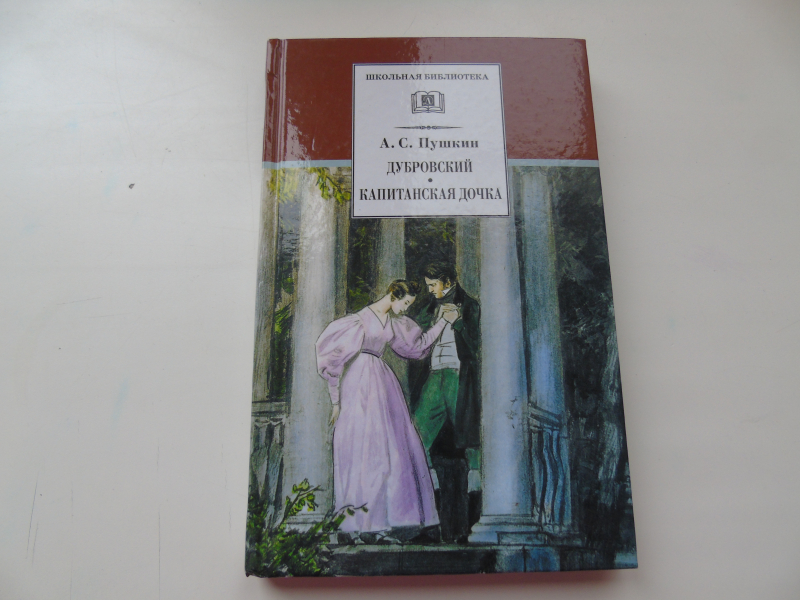 ШКОЛЬНАЯ БИБЛИОТЕКА
А. С. Пушкин
ДУБРОВСКИЙ
•
КАПИТАНСКАЯ ДОЧКА